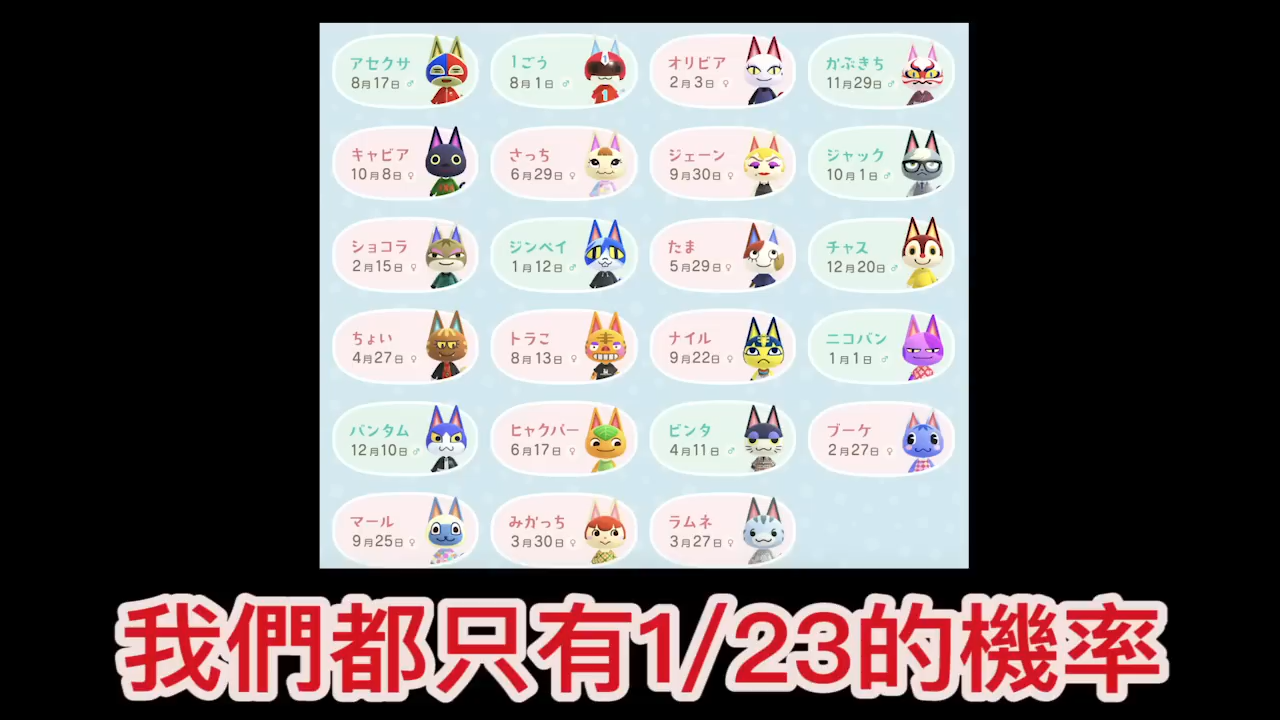 アセクサ
8月17日♂
1ごう
8月1日♂
オリビア
2月3日♀
かぶきち
11月29日♂
キャビア
10月8日♀
さっち
6月29日♀
ジェーン
9月30日♀
ジャック
10月1日♂
ショコラ
2月15日♀
ジンペイ
1月12日♂
たま
5月29日♀
チャス
12月20日♂
ちょい
4月27日♀
トラこ
8月13日♀
ナイル
9月22日♀
ニコバン
1月1日♂
バンタム
12月10日♂
ヒャクパー
6月17日♀
ビンタ
4月11日♂
ブーケ
2月27日♀
マール
9月25日♀
みかっち
3月30日♀
ラムネ
3月27日♀
我們都只有1/23的機率